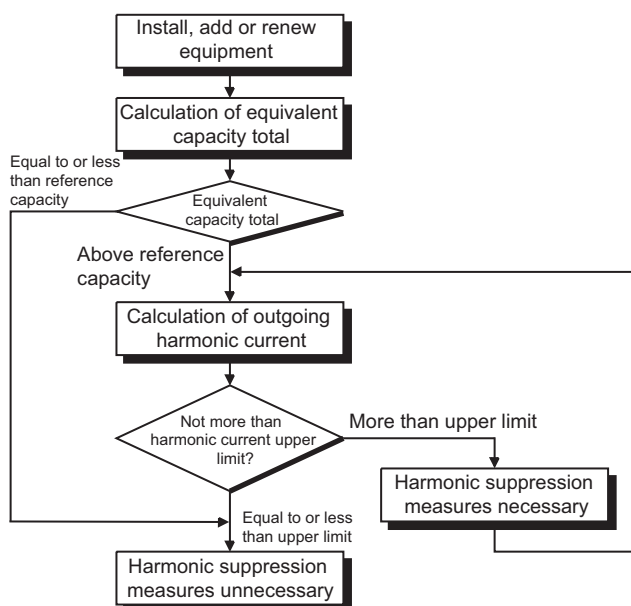 Install, add or renew
equipment
Calculation of equivalent
capacity total
Equal to or less
than reference
capacity
Equivalent
capacity total
Above reference
capacity
Calculation of outgoing
harmonic current
Not more than
harmonic current upper
limit?
More than upper limit
Harmonic suppression
measures necessary
Equal to or less
than upper limit
Harmonic suppression
measures unnecessary